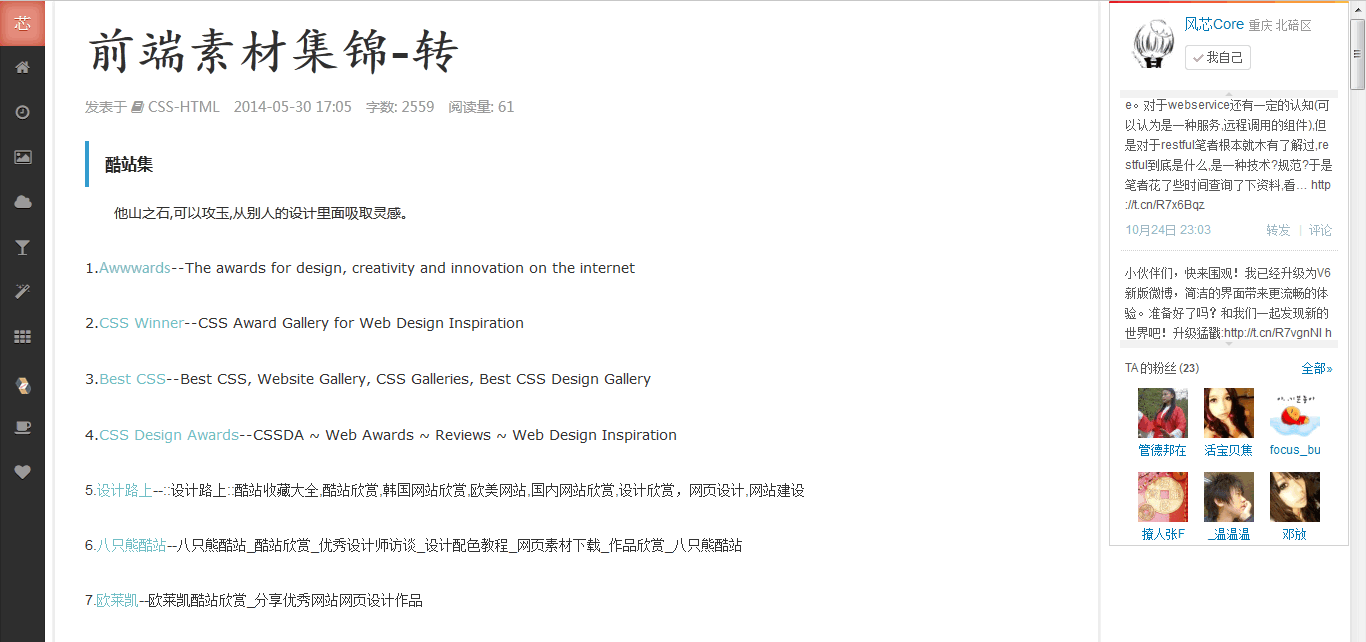 芯
前端素材集锦-转
发表于 CSS-HTML 2014-05-30 17:05 字数: 2559 阅读量: 61
酷站集
他山之石,可以攻玉,从别人的设计里面吸取灵感。
1.Awwwards--The awards for design, creativity and innovation on the internet
2.CSS Winner--CSS Award Gallery for Web Design Inspiration
3.Best CSS--Best CSS, Website Gallery, CSS Galleries, Best CSS Design Gallery
4.CSS Design Awards--CSSDA ~ Web Awards ~ Reviews ~ Web Design Inspiration
5.设计路上--::设计路上::酷站收藏大全,酷站欣赏,韩国网站欣赏,欧美网站,国内网站欣赏,设计欣赏，网页设计,网站建设
6.八只熊酷站--八只熊酷站_酷站欣赏_优秀设计师访谈_设计配色教程_网页素材下载_作品欣赏_八只熊酷站
7.欧莱凯--欧莱凯酷站欣赏_分享优秀网站网页设计作品
风芯Core 重庆 北碚区
我自己
e。对于webservice还有一定的认知(可
以认为是一种服务,远程调用的组件),但
是对于restful笔者根本就木有了解过,re
stful到底是什么,是一种技术?规范?于是
笔者花了些时间查询了下资料,看... http
://t.cn/R7x6Bqz
10月24日 23:03 转发 | 评论
小伙伴们，快来围观！我已经升级为V6
新版微博，简洁的界面带来更流畅的体
验。准备好了吗？和我们一起发现新的
世界吧！升级猛戳:http://t.cn/R7vgnNl h
TA 的粉丝 (23) 全部»
管德邦在 活宝贝焦 focus_bu
撩人张F _温温温 邓放